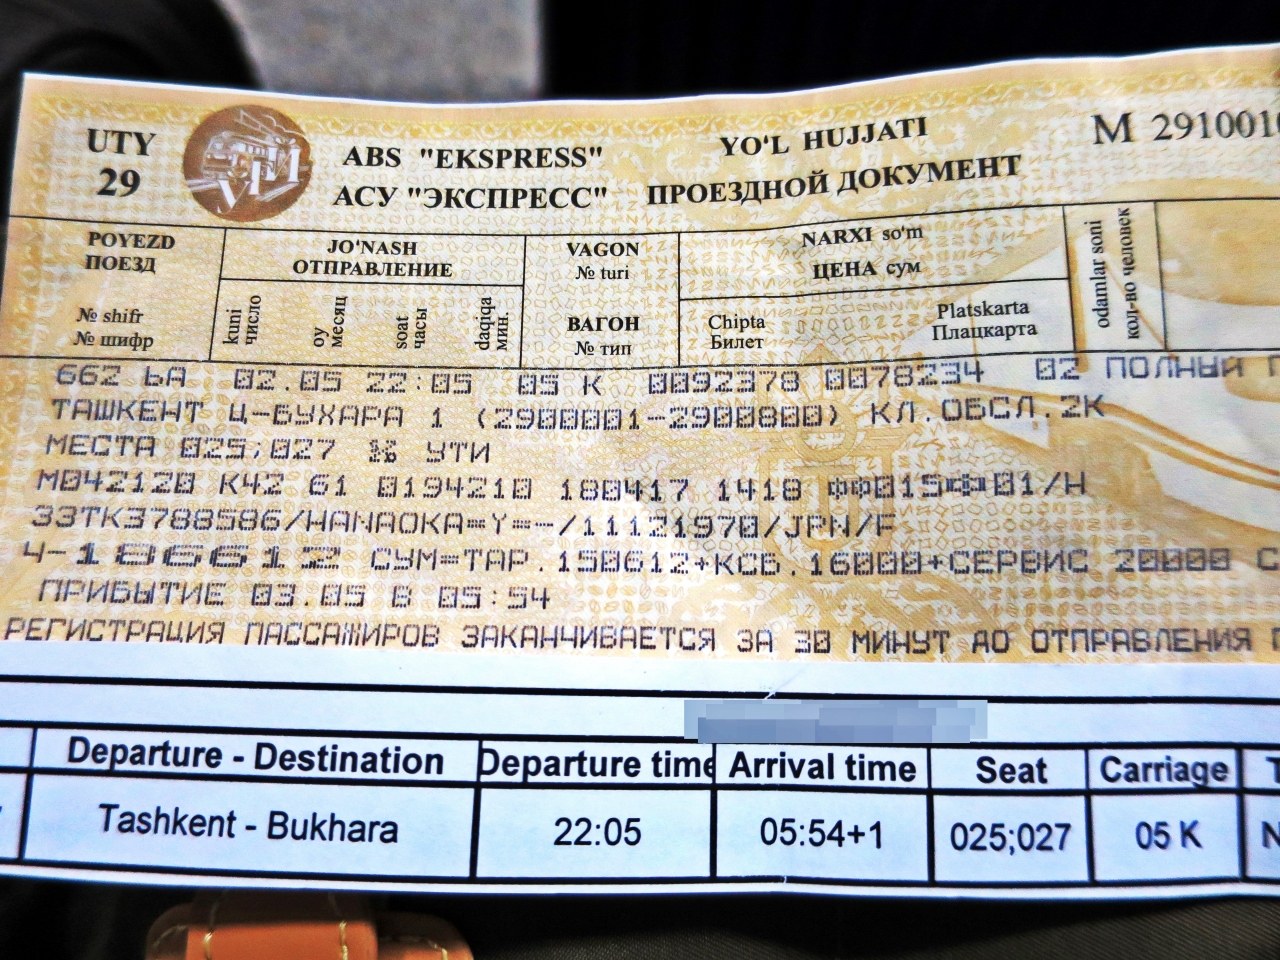 UTY
29
ABS "EKSPRESS"
АСУ "ЭКСПРЕСС"
YO'L HUJJATI
ПРОЕЗДНОЙ ДОКУМЕНТ
M 2910010
POYEZD
ПОЕЗД
№ shifr
№ шифр
JO'NASH
ОТПРАВЛЕНИЕ
kuni
число
oy
месяц
soat
часы
daqiqa
мин.
VAGON
№ turi
ВАГОН
№ тип
NARXI so'm
ЦЕНА сум
Chipta
Билет
Platskarta
Плацкарта
odamlar soni
кол-во человек
662 ЬА 02.05 22:05 05 К 0092378 0078234 02 ПОЛНЫЙ
ТАШКЕНТ Ц-БУХАРА 1 (2900001-2900800) КЛ.ОБСЛ.2К
МЕСТА 025;027 УТИ
М042120 К42 61 0194210 180417 1418 ФФ015Ф01/Н
ЗЗТК3788586/HANAOKA=Y=-/11121970/JPN/F
Ч-186612 СУМ=ТАР.150612+КСБ.16000+СЕРВИС 20000 С
ПРИБЫТИЕ 03.05 В 05:54
РЕГИСТРАЦИЯ ПАССАЖИРОВ ЗАКАНЧИВАЕТСЯ ЗА 30 МИНУТ ДО ОТПРАВЛЕНИЯ
Departure - Destination Departure time Arrival time Seat Carriage
Tashkent - Bukhara 22:05 05:54+1 025;027 05 K